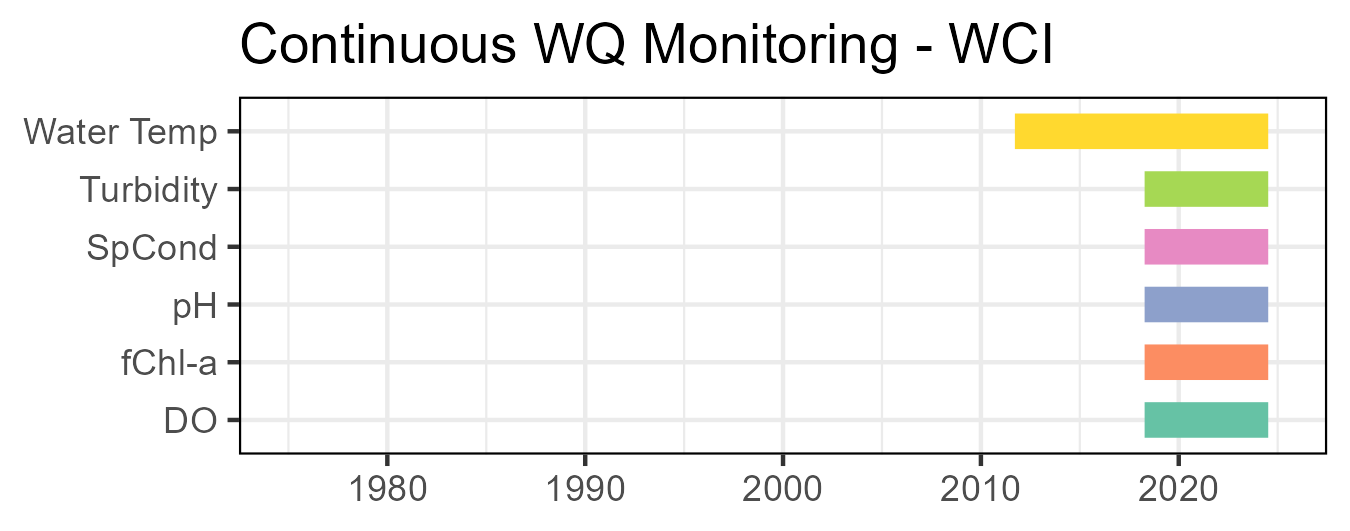 Continuous WQ Monitoring - WCI
Water Temp
Turbidity
SpCond
pH
fChl-a
DO
1980 1990 2000 2010 2020